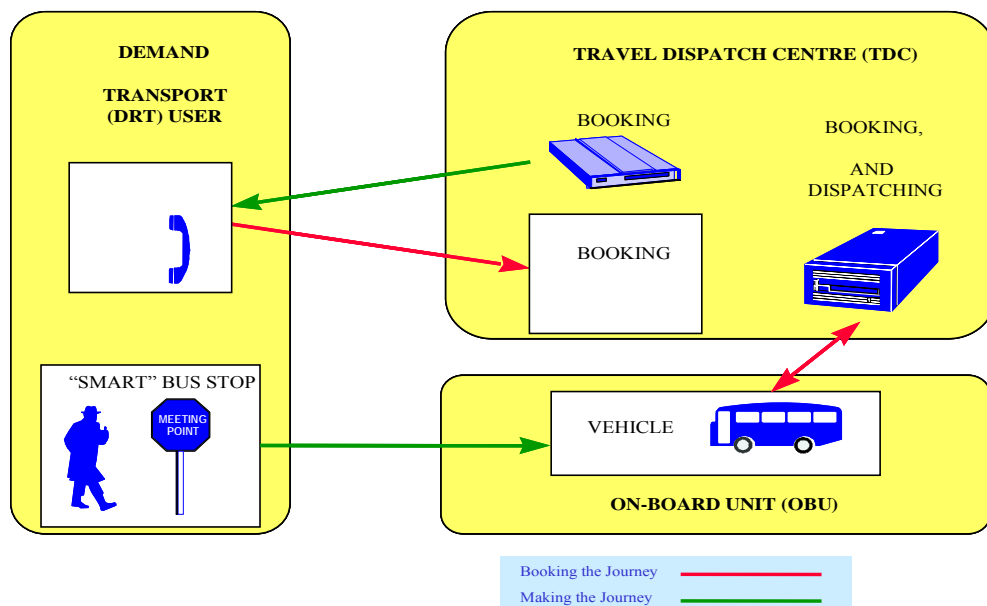 DEMAND
TRANSPORT
(DRT) USER
“SMART” BUS STOP
MEETING
POINT
TRAVEL DISPATCH CENTRE (TDC)
BOOKING
BOOKING,
AND
DISPATCHING
BOOKING
VEHICLE
ON-BOARD UNIT (OBU)
Booking the Journey
Making the Journey